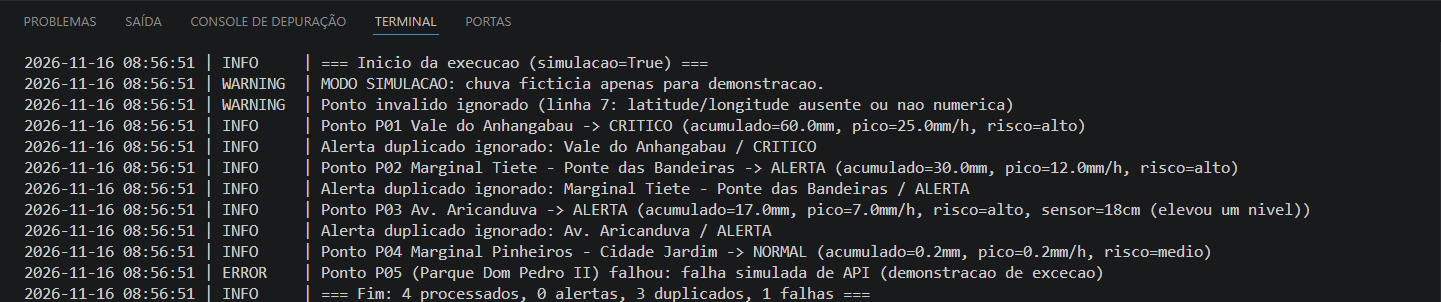 PROBLEMAS SAÍDA CONSOLE DE DEPURAÇÃO TERMINAL PORTAS
2026-11-16 08:56:51 | INFO | === Inicio da execucao (simulacao=True) ===
2026-11-16 08:56:51 | WARNING | MODO SIMULACAO: chuva ficticia apenas para demonstracao.
2026-11-16 08:56:51 | WARNING | Ponto invalido ignorado (linha 7: latitude/longitude ausente ou nao numerica)
2026-11-16 08:56:51 | INFO | Ponto P01 Vale do Anhangabau -> CRITICO (acumulado=60.0mm, pico=25.0mm/h, risco=alto)
2026-11-16 08:56:51 | INFO | Alerta duplicado ignorado: Vale do Anhangabau / CRITICO
2026-11-16 08:56:51 | INFO | Ponto P02 Marginal Tiete - Ponte das Bandeiras -> ALERTA (acumulado=30.0mm, pico=12.0mm/h, risco=alto)
2026-11-16 08:56:51 | INFO | Alerta duplicado ignorado: Marginal Tiete - Ponte das Bandeiras / ALERTA
2026-11-16 08:56:51 | INFO | Ponto P03 Av. Aricanduva -> ALERTA (acumulado=17.0mm, pico=7.0mm/h, risco=alto, sensor=18cm (elevou um nivel))
2026-11-16 08:56:51 | INFO | Alerta duplicado ignorado: Av. Aricanduva / ALERTA
2026-11-16 08:56:51 | INFO | Ponto P04 Marginal Pinheiros - Cidade Jardim -> NORMAL (acumulado=0.2mm, pico=0.2mm/h, risco=medio)
2026-11-16 08:56:51 | ERROR | Ponto P05 (Parque Dom Pedro II) falhou: falha simulada de API (demonstracao de excecao)
2026-11-16 08:56:51 | INFO | === Fim: 4 processados, 0 alertas, 3 duplicados, 1 falhas ===